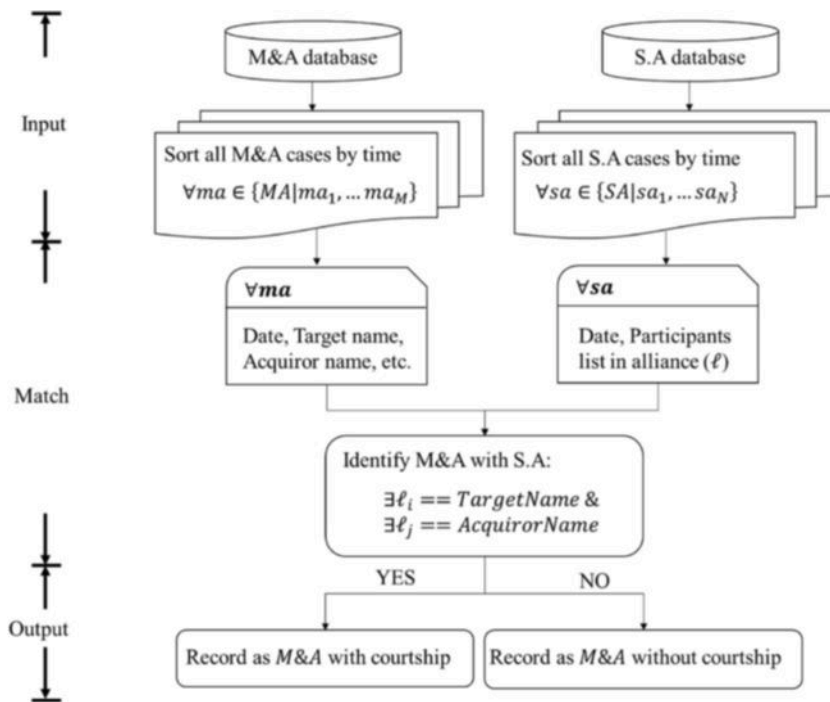 M&A database
S.A database
Input
Sort all M&A cases by time
∀ma ∈ {MA|ma₁, … ma_M}
Sort all S.A cases by time
∀sa ∈ {SA|sa₁, … sa_N}
∀ma
Date, Target name,
Acquiror name, etc.
∀sa
Date, Participants
list in alliance (ℓ)
Match
Identify M&A with S.A:
∃ℓᵢ == TargetName &
∃ℓⱼ == AcquirorName
YES
NO
Output
Record as M&A with courtship
Record as M&A without courtship